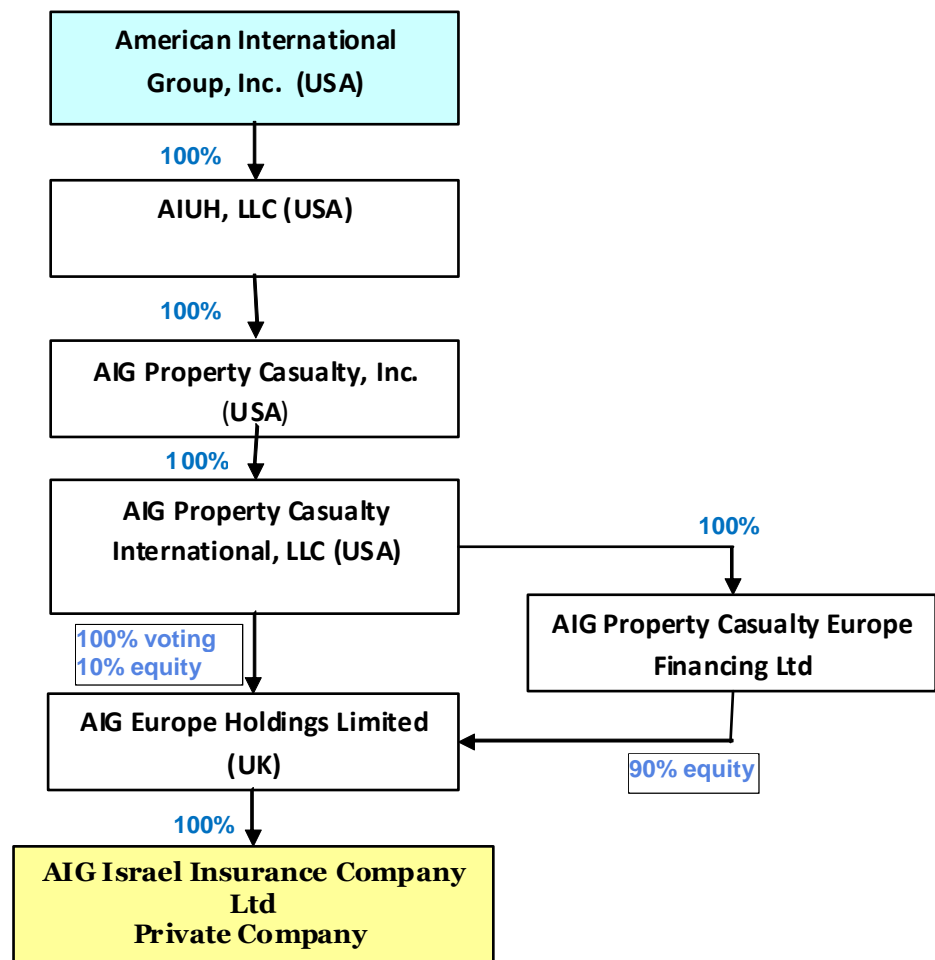 American International
Group, Inc. (USA)
100%
AIUH, LLC (USA)
100%
AIG Property Casualty, Inc.
(USA)
100%
AIG Property Casualty
International, LLC (USA)
100%
100% voting
10% equity
AIG Property Casualty Europe
Financing Ltd
AIG Europe Holdings Limited
(UK)
90% equity
100%
AIG Israel Insurance Company
Ltd
Private Company